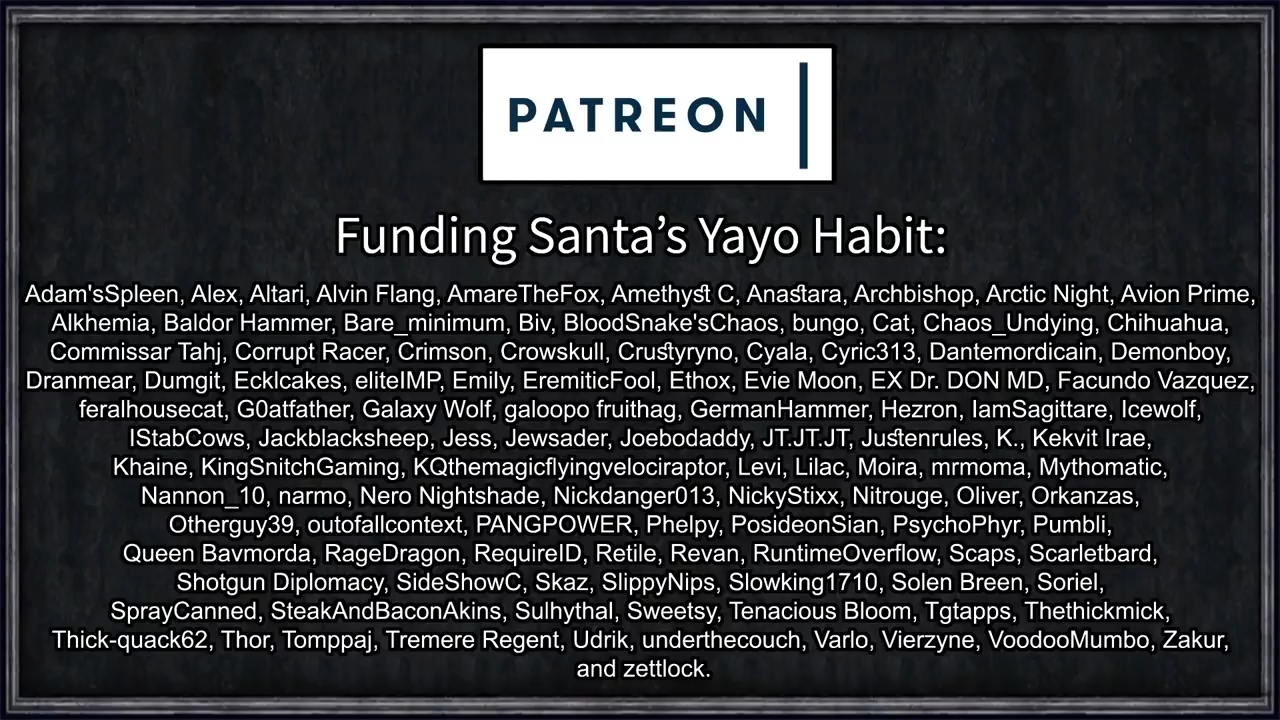 PATREON
Funding Santa’s Yayo Habit:
Adam'sSpleen, Alex, Altari, Alvin Flang, AmareTheFox, Amethyst C, Anastara, Archbishop, Arctic Night, Avion Prime,
Alkhemia, Baldor Hammer, Bare_minimum, Biv, BloodSnake'sChaos, bungo, Cat, Chaos_Undying, Chihuahua,
Commissar Tahj, Corrupt Racer, Crimson, Crowskull, Crustyryno, Cyala, Cyric313, Dantemordicain, Demonboy,
Dranmear, Dumgit, Ecklcakes, eliteIMP, Emily, EremiticFool, Ethox, Evie Moon, EX Dr. DON MD, Facundo Vazquez,
feralhousecat, G0atfather, Galaxy Wolf, galoopo fruithag, GermanHammer, Hezron, IamSagittare, Icewolf,
IStabCows, Jackblacksheep, Jess, Jewsader, Joebodaddy, JT.JT.JT, Justenrules, K., Kekvit Irae,
Khaine, KingSnitchGaming, KQthemagicflyingvelociraptor, Levi, Lilac, Moira, mrmoma, Mythomatic,
Nannon_10, narmo, Nero Nightshade, Nickdanger013, NickyStixx, Nitrouge, Oliver, Orkanzas,
Otherguy39, outofallcontext, PANGPOWER, Phelpy, PosideonSian, PsychoPhyr, Pumbli,
Queen Bavmorda, RageDragon, RequireID, Retile, Revan, RuntimeOverflow, Scaps, Scarletbard,
Shotgun Diplomacy, SideShowC, Skaz, SlippyNips, Slowking1710, Solen Breen, Soriel,
SprayCanned, SteakAndBaconAkins, Sulhythal, Sweetsy, Tenacious Bloom, Tgtapps, Thethickmick,
Thick-quack62, Thor, Tomppaj, Tremere Regent, Udrik, underthecouch, Varlo, Vierzyne, VoodooMumbo, Zakur,
and zettlock.